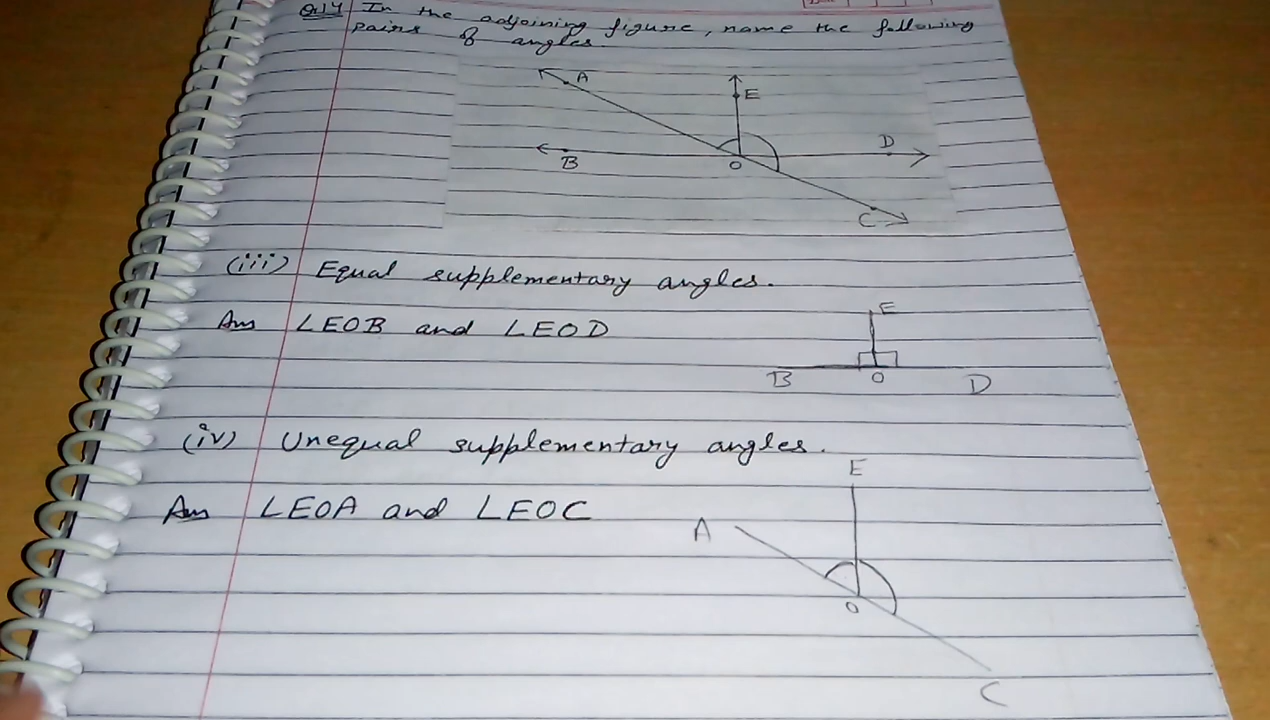 Q.14 In the adjoining figure, name the following
pairs of angles.
A
E
B
O
D
C
(iii) Equal supplementary angles.
Ans ∠EOB and ∠EOD
E
B O D
(iv) Unequal supplementary angles.
E
Ans ∠EOA and ∠EOC
A
O
C